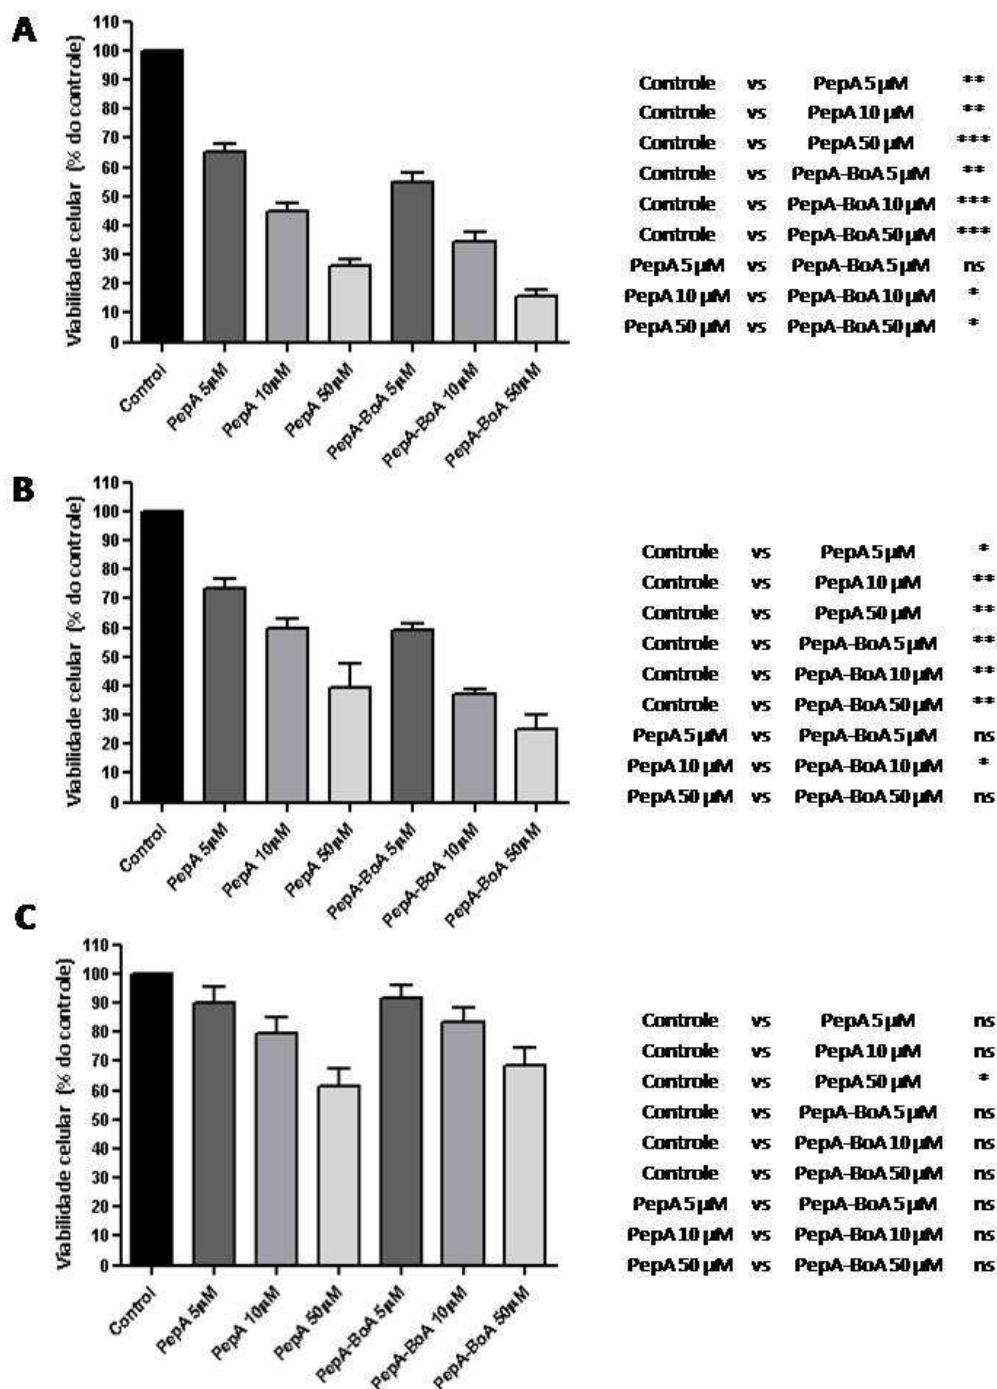 A
Viabilidade celular (% do controle)
110
100
90
80
70
60
50
40
30
20
10
0
Control
PepA 5µM
PepA 10µM
PepA 50µM
PepA-BoA 5µM
PepA-BoA 10µM
PepA-BoA 50µM
Controle vs PepA 5 µM **
Controle vs PepA 10 µM **
Controle vs PepA 50 µM ***
Controle vs PepA-BoA 5 µM **
Controle vs PepA-BoA 10 µM ***
Controle vs PepA-BoA 50 µM ***
PepA 5 µM vs PepA-BoA 5 µM ns
PepA 10 µM vs PepA-BoA 10 µM *
PepA 50 µM vs PepA-BoA 50 µM *
B
Viabilidade celular (% do controle)
110
100
90
80
70
60
50
40
30
20
10
0
Control
PepA 5µM
PepA 10µM
PepA 50µM
PepA-BoA 5µM
PepA-BoA 10µM
PepA-BoA 50µM
Controle vs PepA 5 µM *
Controle vs PepA 10 µM **
Controle vs PepA 50 µM **
Controle vs PepA-BoA 5 µM **
Controle vs PepA-BoA 10 µM **
Controle vs PepA-BoA 50 µM **
PepA 5 µM vs PepA-BoA 5 µM ns
PepA 10 µM vs PepA-BoA 10 µM *
PepA 50 µM vs PepA-BoA 50 µM ns
C
Viabilidade celular (% do controle)
110
100
90
80
70
60
50
40
30
20
10
0
Control
PepA 5µM
PepA 10µM
PepA 50µM
PepA-BoA 5µM
PepA-BoA 10µM
PepA-BoA 50µM
Controle vs PepA 5 µM ns
Controle vs PepA 10 µM ns
Controle vs PepA 50 µM *
Controle vs PepA-BoA 5 µM ns
Controle vs PepA-BoA 10 µM ns
Controle vs PepA-BoA 50 µM ns
PepA 5 µM vs PepA-BoA 5 µM ns
PepA 10 µM vs PepA-BoA 10 µM ns
PepA 50 µM vs PepA-BoA 50 µM ns